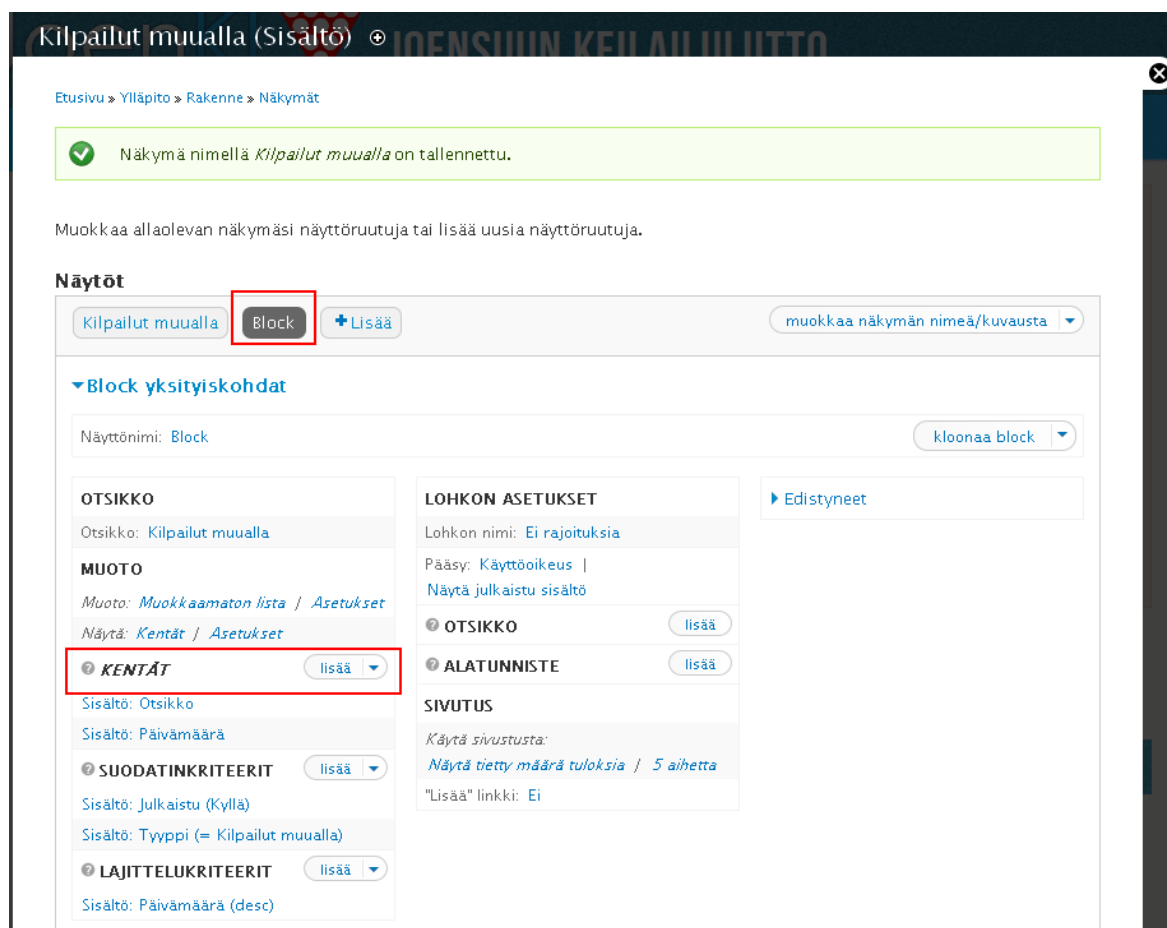 Kilpailut muualla (Sisältö)
JOENSUUN KEILAILULIITTO
Etusivu » Ylläpito » Rakenne » Näkymät
Näkymä nimellä Kilpailut muualla on tallennettu.
Muokkaa allaolevan näkymäsi näyttöruutuja tai lisää uusia näyttöruutuja.
Näytöt
Kilpailut muualla Block +Lisää muokkaa näkymän nimeä/kuvausta
Block yksityiskohdat
Näyttönimi: Block kloonaa block
OTSIKKO
Otsikko: Kilpailut muualla
MUOTO
Muoto: Muokkaamaton lista / Asetukset
Näytä: Kentät / Asetukset
KENTÄT lisää
Sisältö: Otsikko
Sisältö: Päivämäärä
SUODATINKRITEERIT lisää
Sisältö: Julkaistu (Kyllä)
Sisältö: Tyyppi (= Kilpailut muualla)
LAJITTELUKRITEERIT lisää
Sisältö: Päivämäärä (desc)
LOHKON ASETUKSET
Lohkon nimi: Ei rajoituksia
Pääsy: Käyttöoikeus |
Näytä julkaistu sisältö
OTSIKKO lisää
ALATUNNISTE lisää
SIVUTUS
Käytä sivustusta:
Näytä tietty määrä tuloksia / 5 aihetta
"Lisää" linkki: Ei
Edistyneet